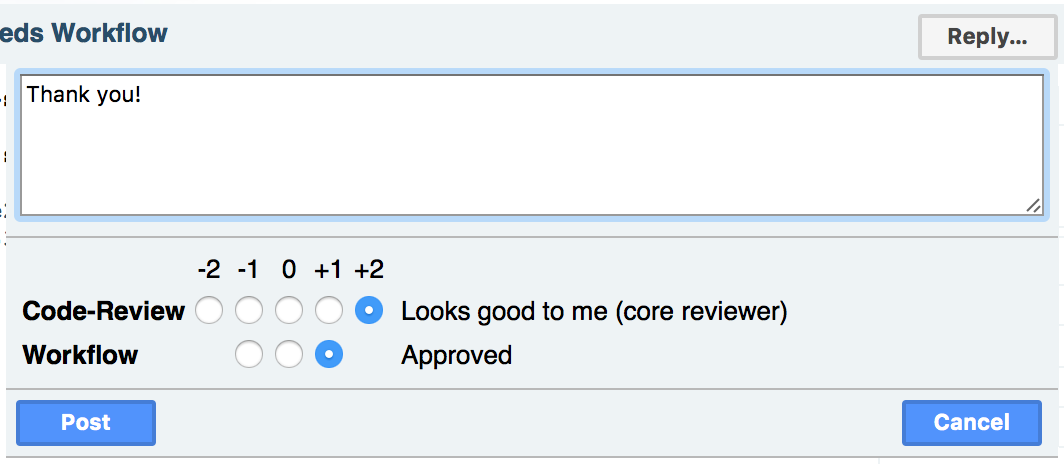 eds Workflow
Reply...
Thank you!
-2 -1 0 +1 +2
Code-Review Looks good to me (core reviewer)
Workflow Approved
Post Cancel